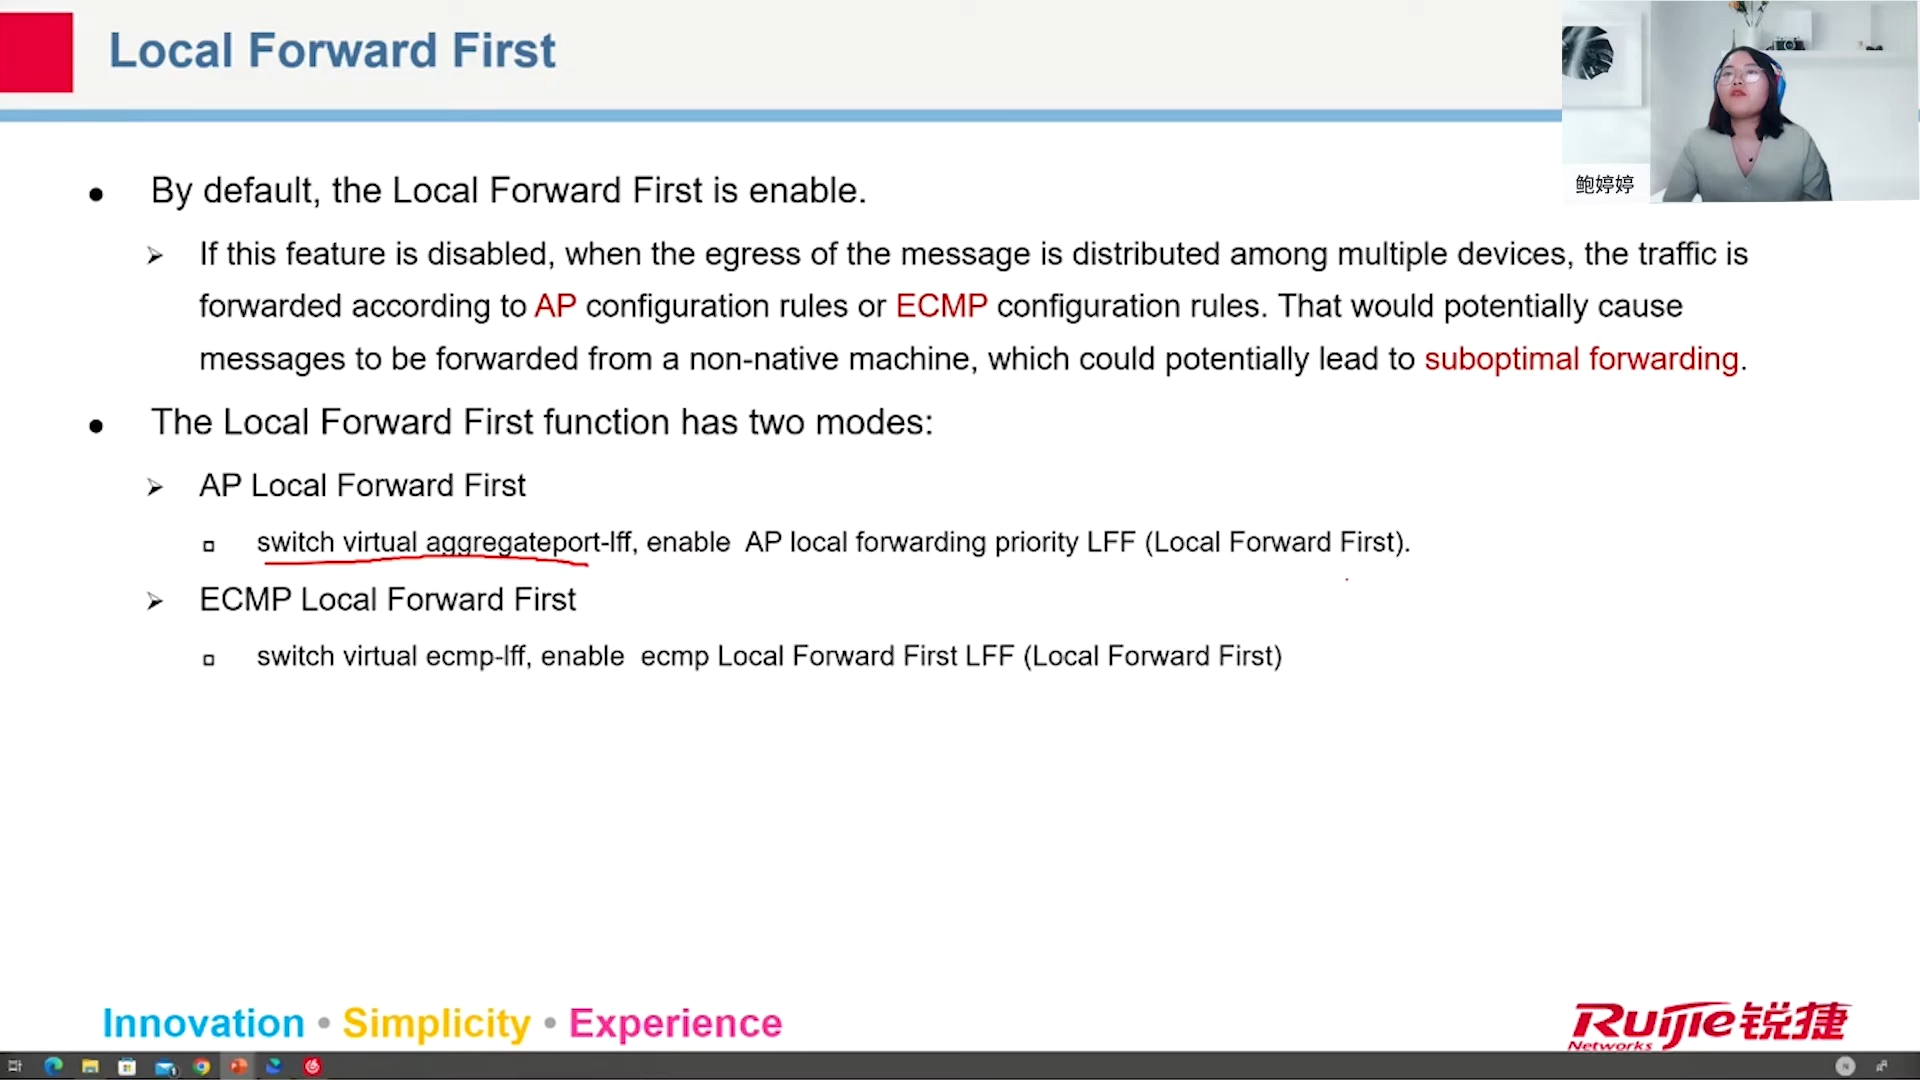 Local Forward First
鲍婷婷
By default, the Local Forward First is enable.
If this feature is disabled, when the egress of the message is distributed among multiple devices, the traffic is
forwarded according to AP configuration rules or ECMP configuration rules. That would potentially cause
messages to be forwarded from a non-native machine, which could potentially lead to suboptimal forwarding.
The Local Forward First function has two modes:
AP Local Forward First
switch virtual aggregateport-lff, enable AP local forwarding priority LFF (Local Forward First).
ECMP Local Forward First
switch virtual ecmp-lff, enable ecmp Local Forward First LFF (Local Forward First)
Innovation • Simplicity • Experience
Ruijie锐捷
Networks